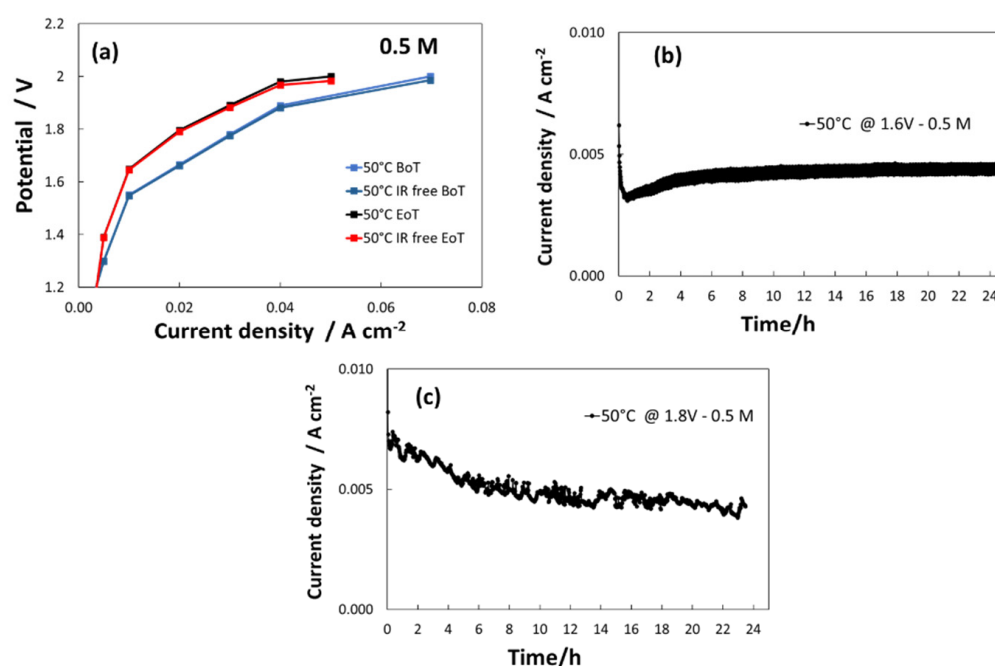 (a)
0.5 M
Potential / V
2.2
2.0
1.8
1.6
1.4
1.2
50°C BoT
50°C IR free BoT
50°C EoT
50°C IR free EoT
0.00 0.02 0.04 0.06 0.08
Current density / A cm-2
(b)
Current density / A cm-2
0.010
0.005
0.000
50°C @ 1.6V - 0.5 M
0 2 4 6 8 10 12 14 16 18 20 22 24
Time/h
(c)
Current density / A cm-2
0.010
0.005
0.000
50°C @ 1.8V - 0.5 M
0 2 4 6 8 10 12 14 16 18 20 22 24
Time/h